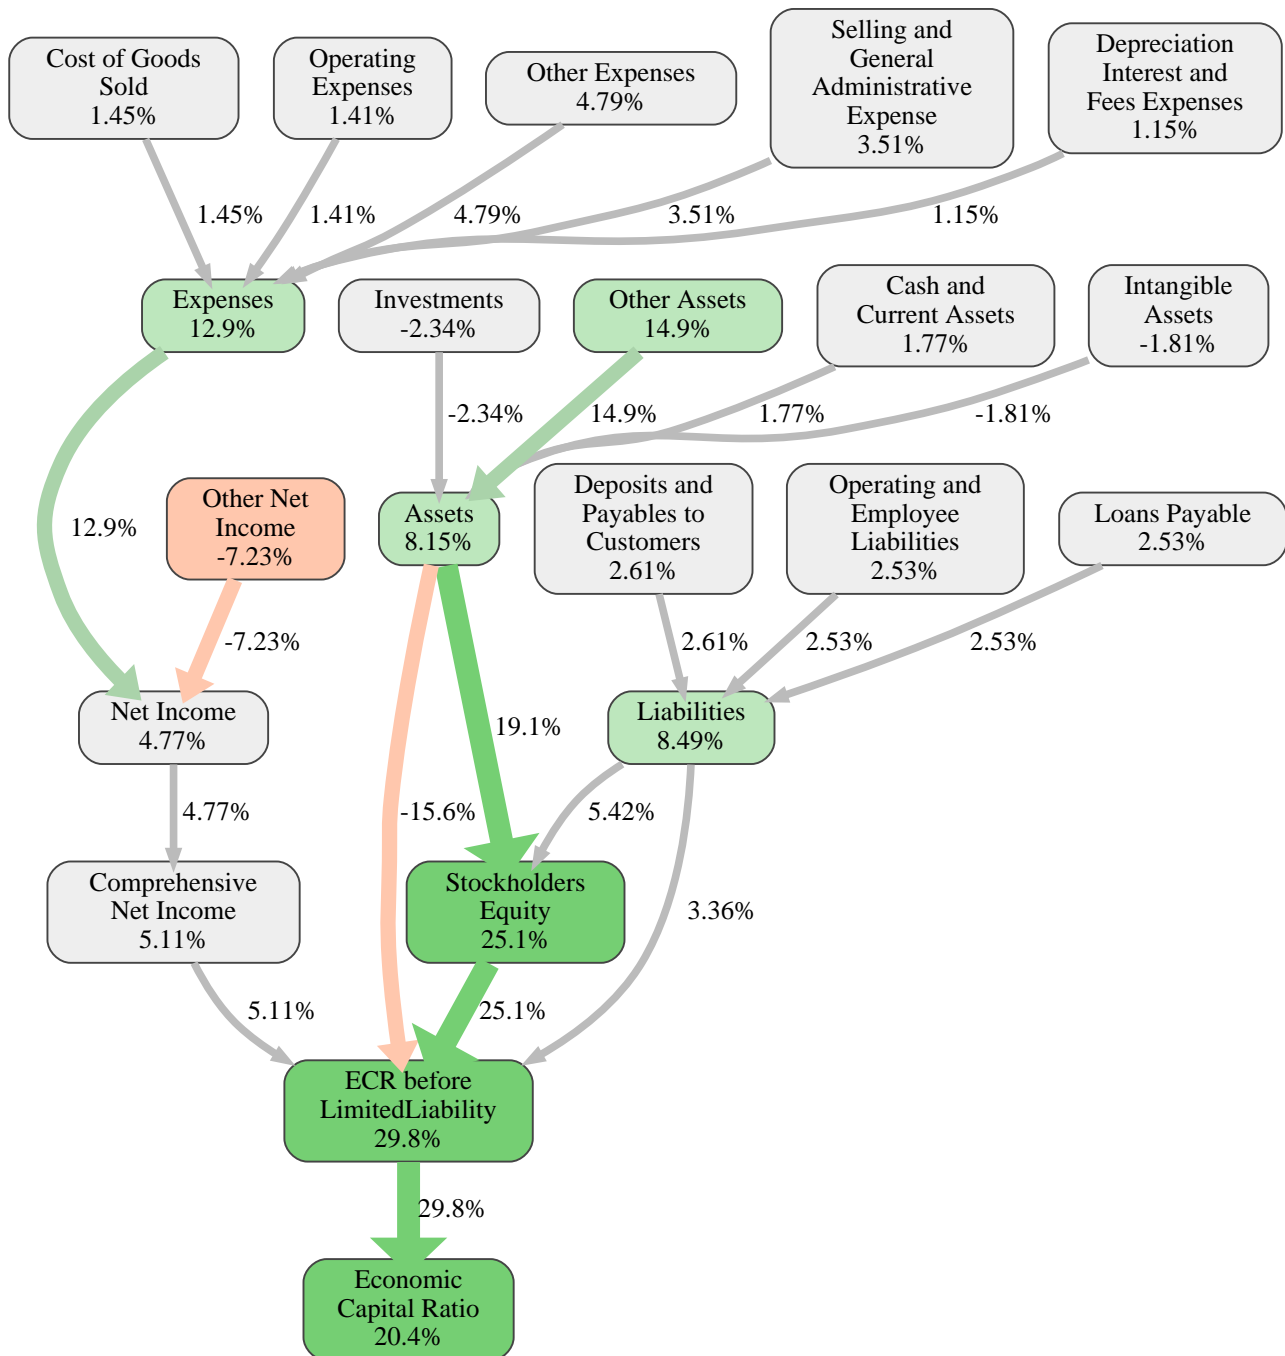 Cost of Goods
Sold
1.45%
Operating
Expenses
1.41%
Other Expenses
4.79%
Selling and
General
Administrative
Expense
3.51%
Depreciation
Interest and
Fees Expenses
1.15%
1.45%
1.41%
4.79%
3.51%
1.15%
Expenses
12.9%
Investments
-2.34%
Other Assets
14.9%
Cash and
Current Assets
1.77%
Intangible
Assets
-1.81%
-2.34%
14.9%
1.77%
-1.81%
12.9%
Other Net
Income
-7.23%
Assets
8.15%
Deposits and
Payables to
Customers
2.61%
Operating and
Employee
Liabilities
2.53%
Loans Payable
2.53%
-7.23%
2.61%
2.53%
2.53%
Net Income
4.77%
19.1%
Liabilities
8.49%
4.77%
-15.6%
5.42%
Comprehensive
Net Income
5.11%
Stockholders
Equity
25.1%
3.36%
5.11%
25.1%
ECR before
LimitedLiability
29.8%
29.8%
Economic
Capital Ratio
20.4%